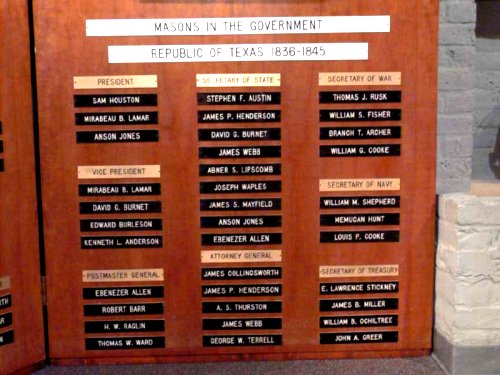 MASONS IN THE GOVERNMENT
REPUBLIC OF TEXAS 1836-1845
PRESIDENT
SAM HOUSTON
MIRABEAU B. LAMAR
ANSON JONES
VICE PRESIDENT
MIRABEAU B. LAMAR
DAVID G. BURNET
EDWARD BURLESON
KENNETH L. ANDERSON
POSTMASTER GENERAL
EBENEZER ALLEN
ROBERT BARR
H. W. RAGLIN
THOMAS W. WARD
SECRETARY OF STATE
STEPHEN F. AUSTIN
JAMES P. HENDERSON
DAVID G. BURNET
JAMES WEBB
ABNER S. LIPSCOMB
JOSEPH WAPLES
JAMES S. MAYFIELD
ANSON JONES
EBENEZER ALLEN
ATTORNEY GENERAL
JAMES COLLINGSWORTH
JAMES P. HENDERSON
A. S. THURSTON
JAMES WEBB
GEORGE W. TERRELL
SECRETARY OF WAR
THOMAS J. RUSK
WILLIAM S. FISHER
BRANCH T. ARCHER
WILLIAM G. COOKE
SECRETARY OF NAVY
WILLIAM M. SHEPHERD
MEMUCAN HUNT
LOUIS P. COOKE
SECRETARY OF TREASURY
E. LAWRENCE STICKNEY
JAMES B. MILLER
WILLIAM B. OCHILTREE
JOHN A. GREER